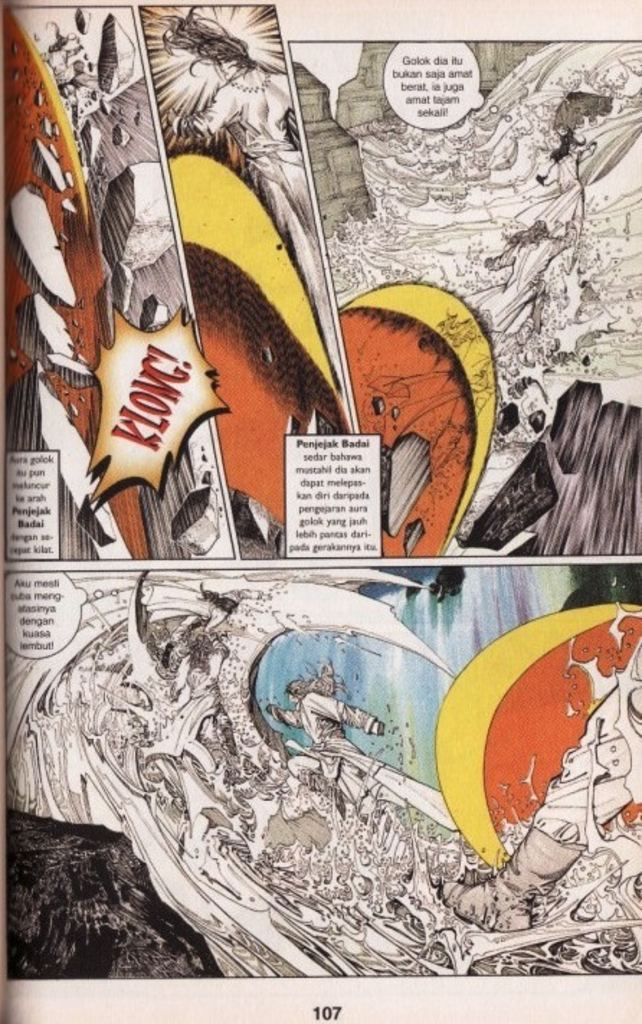 Golok dia itu
bukan saja amat
berat, ia juga
amat tajam
sekali!
KLONG!
Aura golok
itu pun
meluncur
ke arah
Penjejak
Badai
dengan se-
cepat kilat.
Penjejak Badai
sedar bahawa
mustahil dia akan
dapat melepas-
kan diri daripada
pengejaran aura
golok yang jauh
lebih pantas dari-
pada gerakannya itu.
Aku mesti
cuba meng-
atasinya
dengan
kuasa
lembut!
107